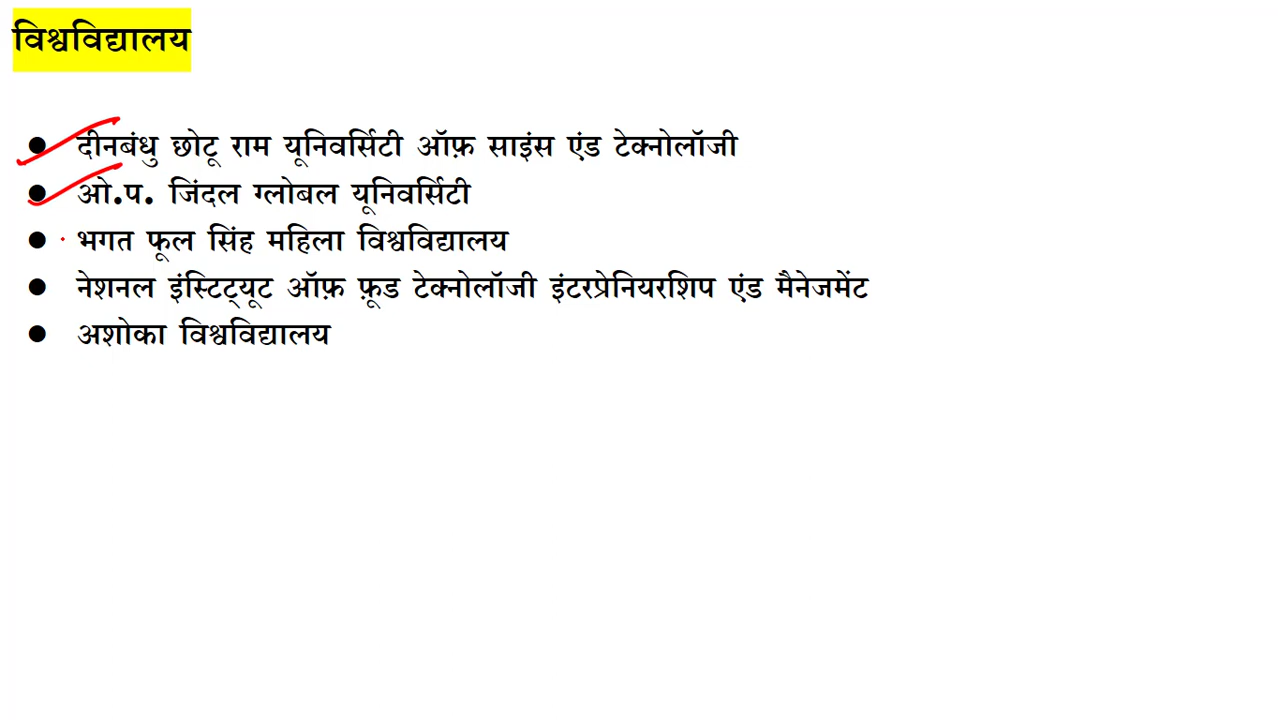 विश्वविद्यालय
● दीनबंधु छोटू राम यूनिवर्सिटी ऑफ़ साइंस एंड टेक्नोलॉजी
● ओ.प. जिंदल ग्लोबल यूनिवर्सिटी
● भगत फूल सिंह महिला विश्वविद्यालय
● नेशनल इंस्टिट्यूट ऑफ़ फ़ूड टेक्नोलॉजी इंटरप्रेनियरशिप एंड मैनेजमेंट
● अशोका विश्वविद्यालय